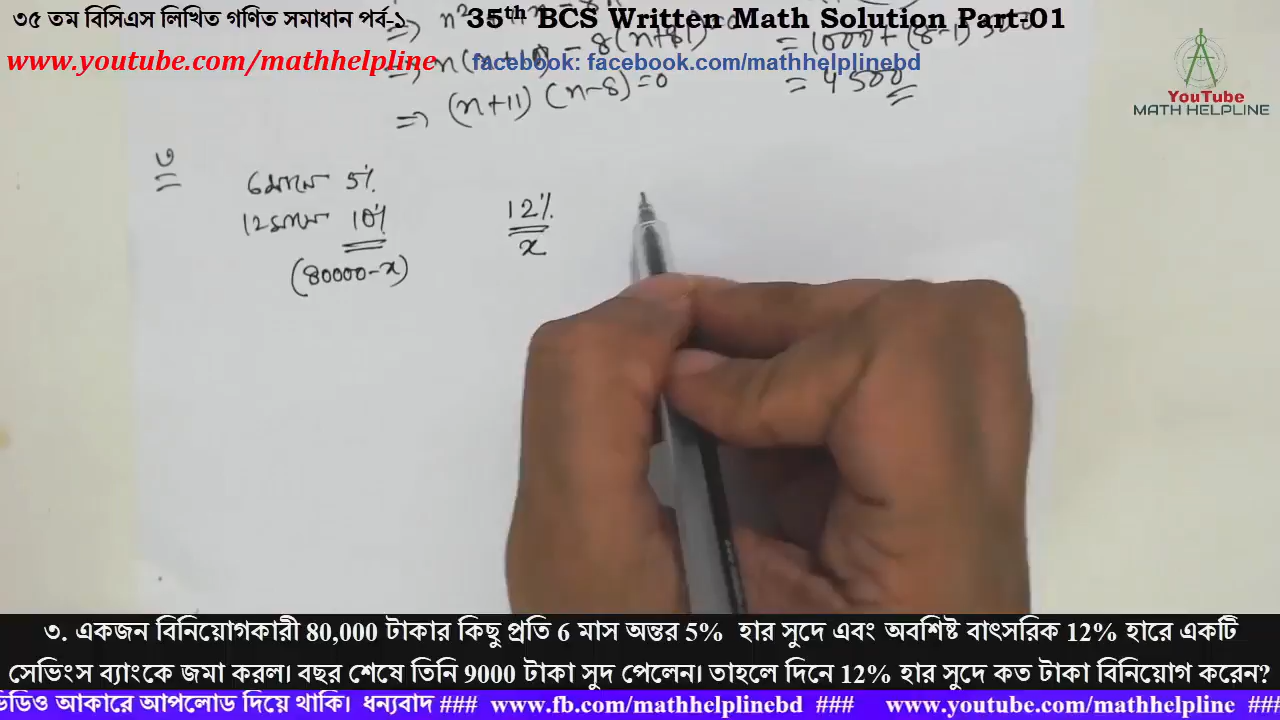 ৩৫ তম বিসিএস লিখিত গণিত সমাধান পর্ব-১
35th BCS Written Math Solution Part-01
www.youtube.com/mathhelpline
facebook: facebook.com/mathhelplinebd
YouTube
MATH HELPLINE
⇒ (n+11) (n-8) = 0
= 4500
৩
6 মাসে 5%
12 মাসে 10%
(80000-x)
12%
x
৩. একজন বিনিয়োগকারী 80,000 টাকার কিছু প্রতি 6 মাস অন্তর 5% হার সুদে এবং অবশিষ্ট বাৎসরিক 12% হারে একটি
সেভিংস ব্যাংকে জমা করল। বছর শেষে তিনি 9000 টাকা সুদ পেলেন। তাহলে দিনে 12% হার সুদে কত টাকা বিনিয়োগ করেন?
আকারে আপলোড দিয়ে থাকি। ধন্যবাদ ### www.fb.com/mathhelplinebd ### www.youtube.com/mathhelpline ###